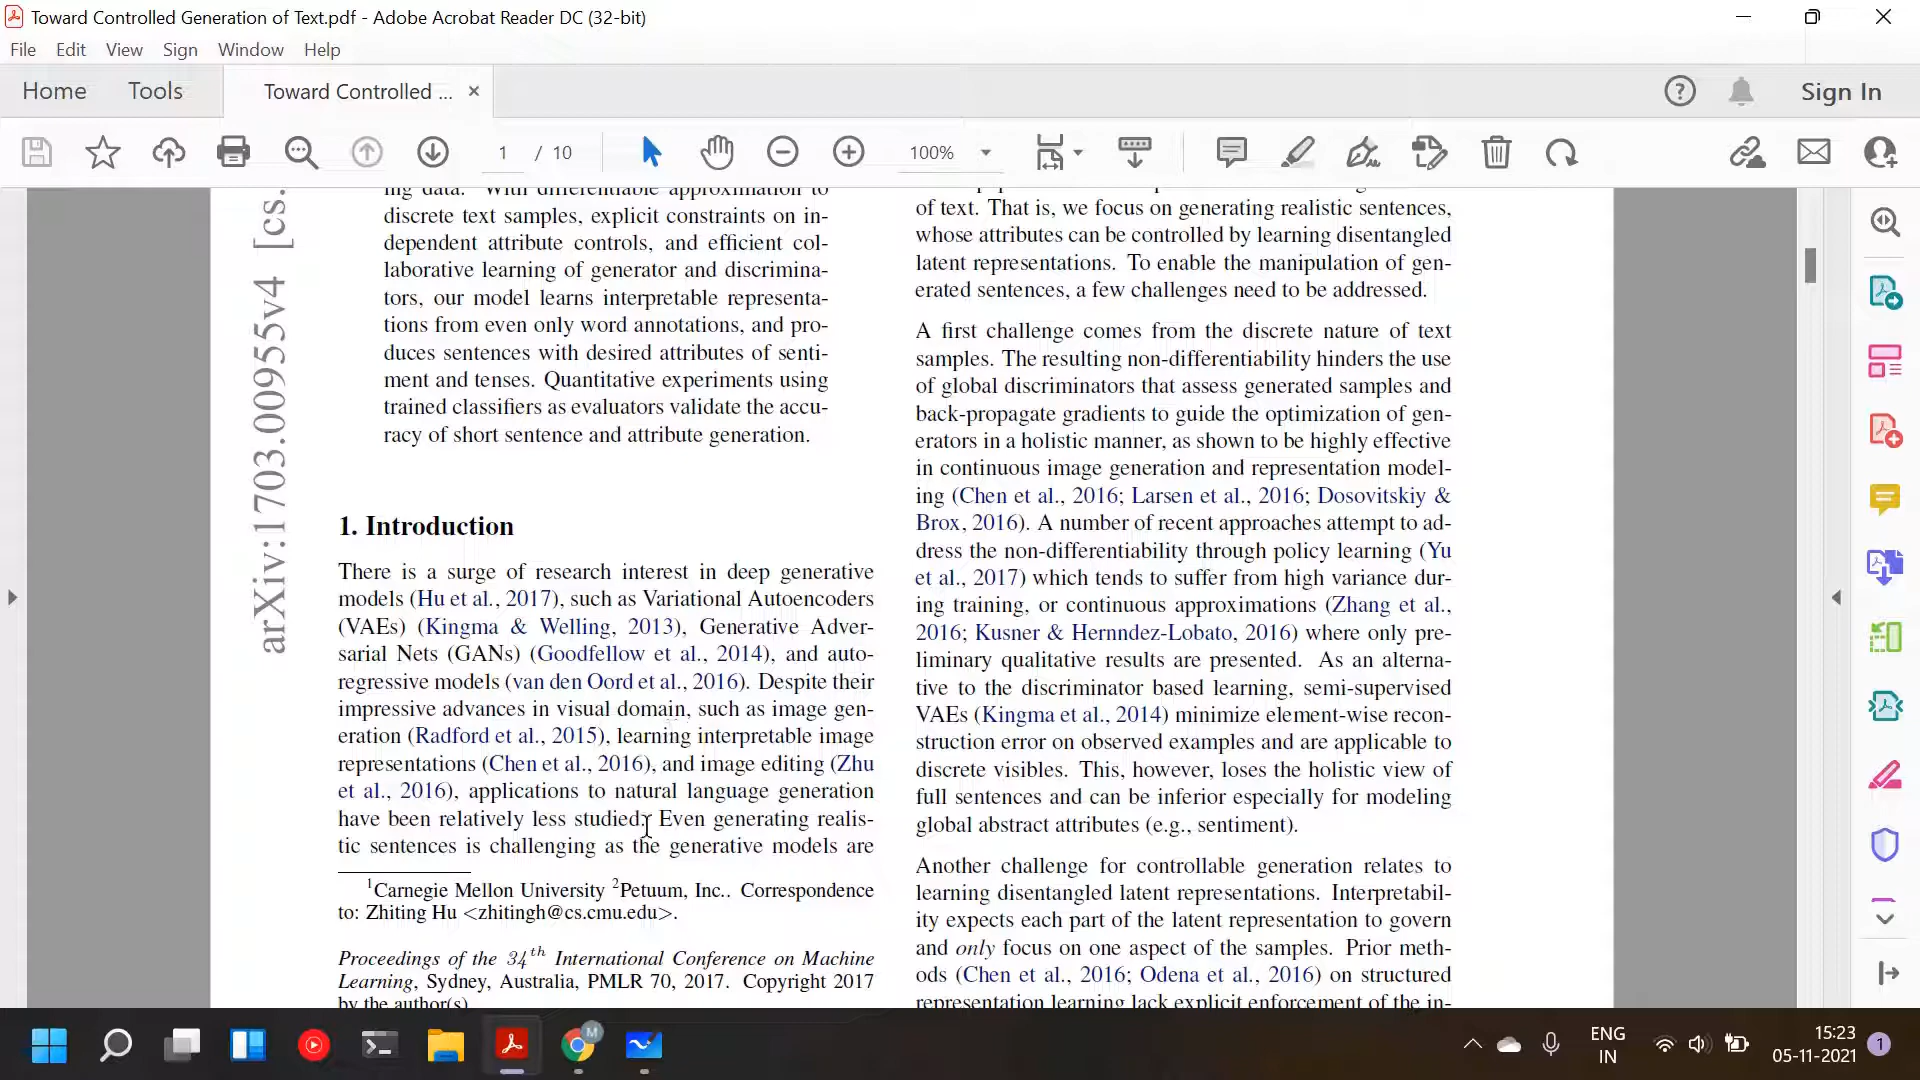 Toward Controlled Generation of Text.pdf - Adobe Acrobat Reader DC (32-bit)
File Edit View Sign Window Help
Home Tools Toward Controlled ... × ? Sign In
1 / 10 100%
arXiv:1703.00955v4 [cs.
ing data. With differentiable approximation to
discrete text samples, explicit constraints on in-
dependent attribute controls, and efficient col-
laborative learning of generator and discrimina-
tors, our model learns interpretable representa-
tions from even only word annotations, and pro-
duces sentences with desired attributes of senti-
ment and tenses. Quantitative experiments using
trained classifiers as evaluators validate the accu-
racy of short sentence and attribute generation.
1. Introduction
There is a surge of research interest in deep generative
models (Hu et al., 2017), such as Variational Autoencoders
(VAEs) (Kingma & Welling, 2013), Generative Adver-
sarial Nets (GANs) (Goodfellow et al., 2014), and auto-
regressive models (van den Oord et al., 2016). Despite their
impressive advances in visual domain, such as image gen-
eration (Radford et al., 2015), learning interpretable image
representations (Chen et al., 2016), and image editing (Zhu
et al., 2016), applications to natural language generation
have been relatively less studied. Even generating realis-
tic sentences is challenging as the generative models are
1Carnegie Mellon University 2Petuum, Inc.. Correspondence
to: Zhiting Hu <zhitingh@cs.cmu.edu>.
Proceedings of the 34th International Conference on Machine
Learning, Sydney, Australia, PMLR 70, 2017. Copyright 2017
by the author(s).
of text. That is, we focus on generating realistic sentences,
whose attributes can be controlled by learning disentangled
latent representations. To enable the manipulation of gen-
erated sentences, a few challenges need to be addressed.
A first challenge comes from the discrete nature of text
samples. The resulting non-differentiability hinders the use
of global discriminators that assess generated samples and
back-propagate gradients to guide the optimization of gen-
erators in a holistic manner, as shown to be highly effective
in continuous image generation and representation model-
ing (Chen et al., 2016; Larsen et al., 2016; Dosovitskiy &
Brox, 2016). A number of recent approaches attempt to ad-
dress the non-differentiability through policy learning (Yu
et al., 2017) which tends to suffer from high variance dur-
ing training, or continuous approximations (Zhang et al.,
2016; Kusner & Hernndez-Lobato, 2016) where only pre-
liminary qualitative results are presented. As an alterna-
tive to the discriminator based learning, semi-supervised
VAEs (Kingma et al., 2014) minimize element-wise recon-
struction error on observed examples and are applicable to
discrete visibles. This, however, loses the holistic view of
full sentences and can be inferior especially for modeling
global abstract attributes (e.g., sentiment).
Another challenge for controllable generation relates to
learning disentangled latent representations. Interpretabil-
ity expects each part of the latent representation to govern
and only focus on one aspect of the samples. Prior meth-
ods (Chen et al., 2016; Odena et al., 2016) on structured
representation learning lack explicit enforcement of the in-
M
ENG
IN
15:23
05-11-2021
1